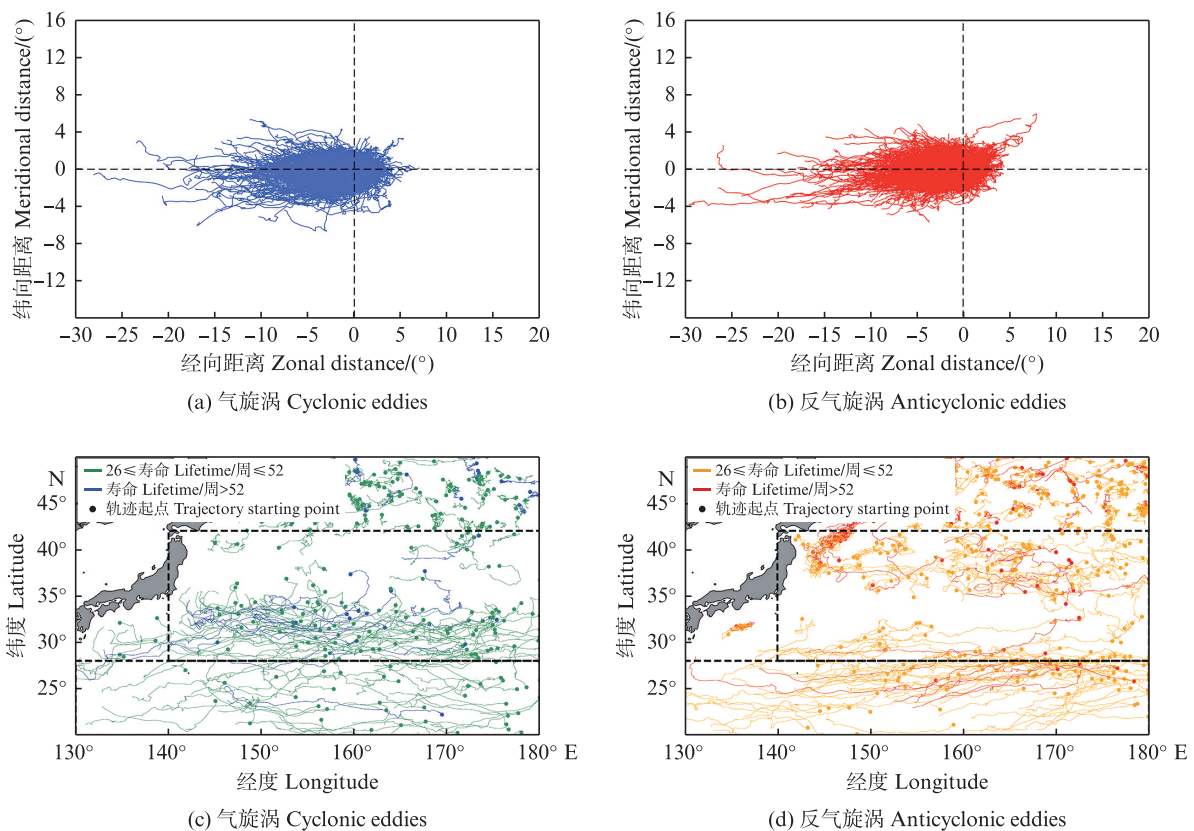 16
12
8
4
0
−4
−8
−12
纬向距离 Meridional distance/(°)
−30 −25 −20 −15 −10 −5 0 5 10 15 20
经向距离 Zonal distance/(°)
(a) 气旋涡 Cyclonic eddies
16
12
8
4
0
−4
−8
−12
纬向距离 Meridional distance/(°)
−30 −25 −20 −15 −10 −5 0 5 10 15 20
经向距离 Zonal distance/(°)
(b) 反气旋涡 Anticyclonic eddies
N
45°
40°
35°
30°
25°
纬度 Latitude
26≤寿命 Lifetime/周≤52
寿命 Lifetime/周>52
轨迹起点 Trajectory starting point
130° 140° 150° 160° 170° 180° E
经度 Longitude
(c) 气旋涡 Cyclonic eddies
N
45°
40°
35°
30°
25°
纬度 Latitude
26≤寿命 Lifetime/周≤52
寿命 Lifetime/周>52
轨迹起点 Trajectory starting point
130° 140° 150° 160° 170° 180° E
经度 Longitude
(d) 反气旋涡 Anticyclonic eddies